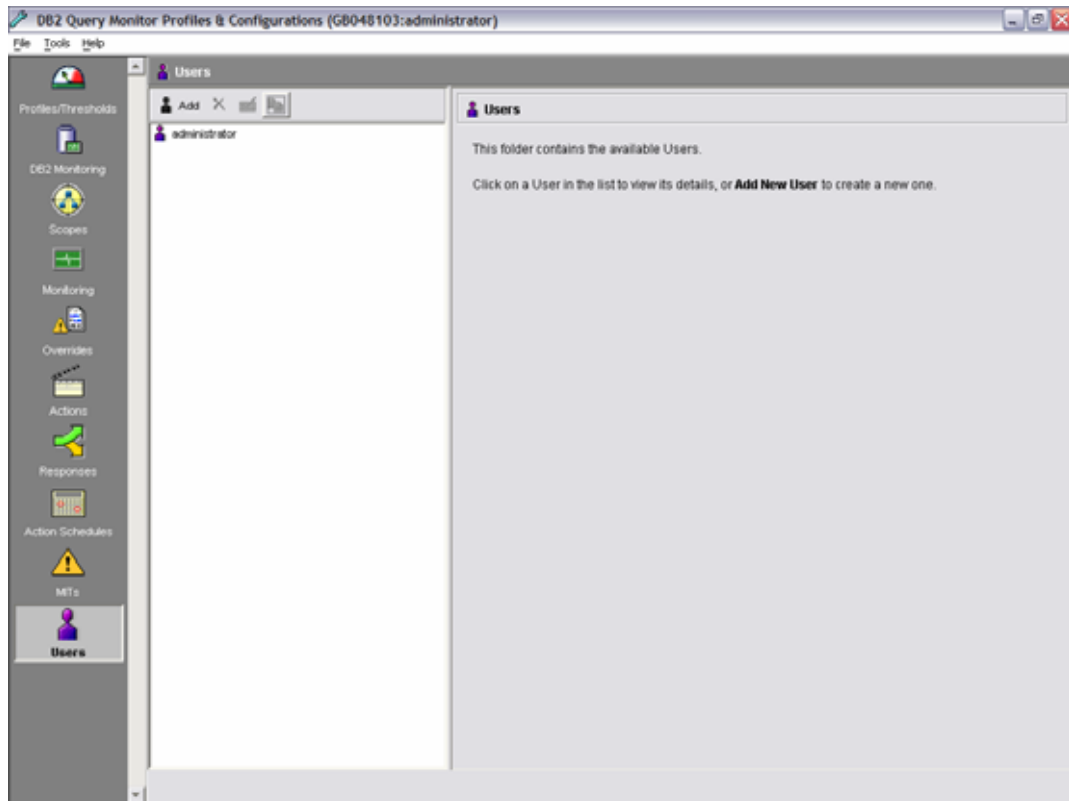 DB2 Query Monitor Profiles & Configurations (GB048103:administrator)
File Tools Help
Profiles/Thresholds
DB2 Monitoring
Scopes
Monitoring
Overrides
Actions
Responses
Action Schedules
MITs
Users
Users
Add
administrator
Users
This folder contains the available Users.
Click on a User in the list to view its details, or Add New User to create a new one.